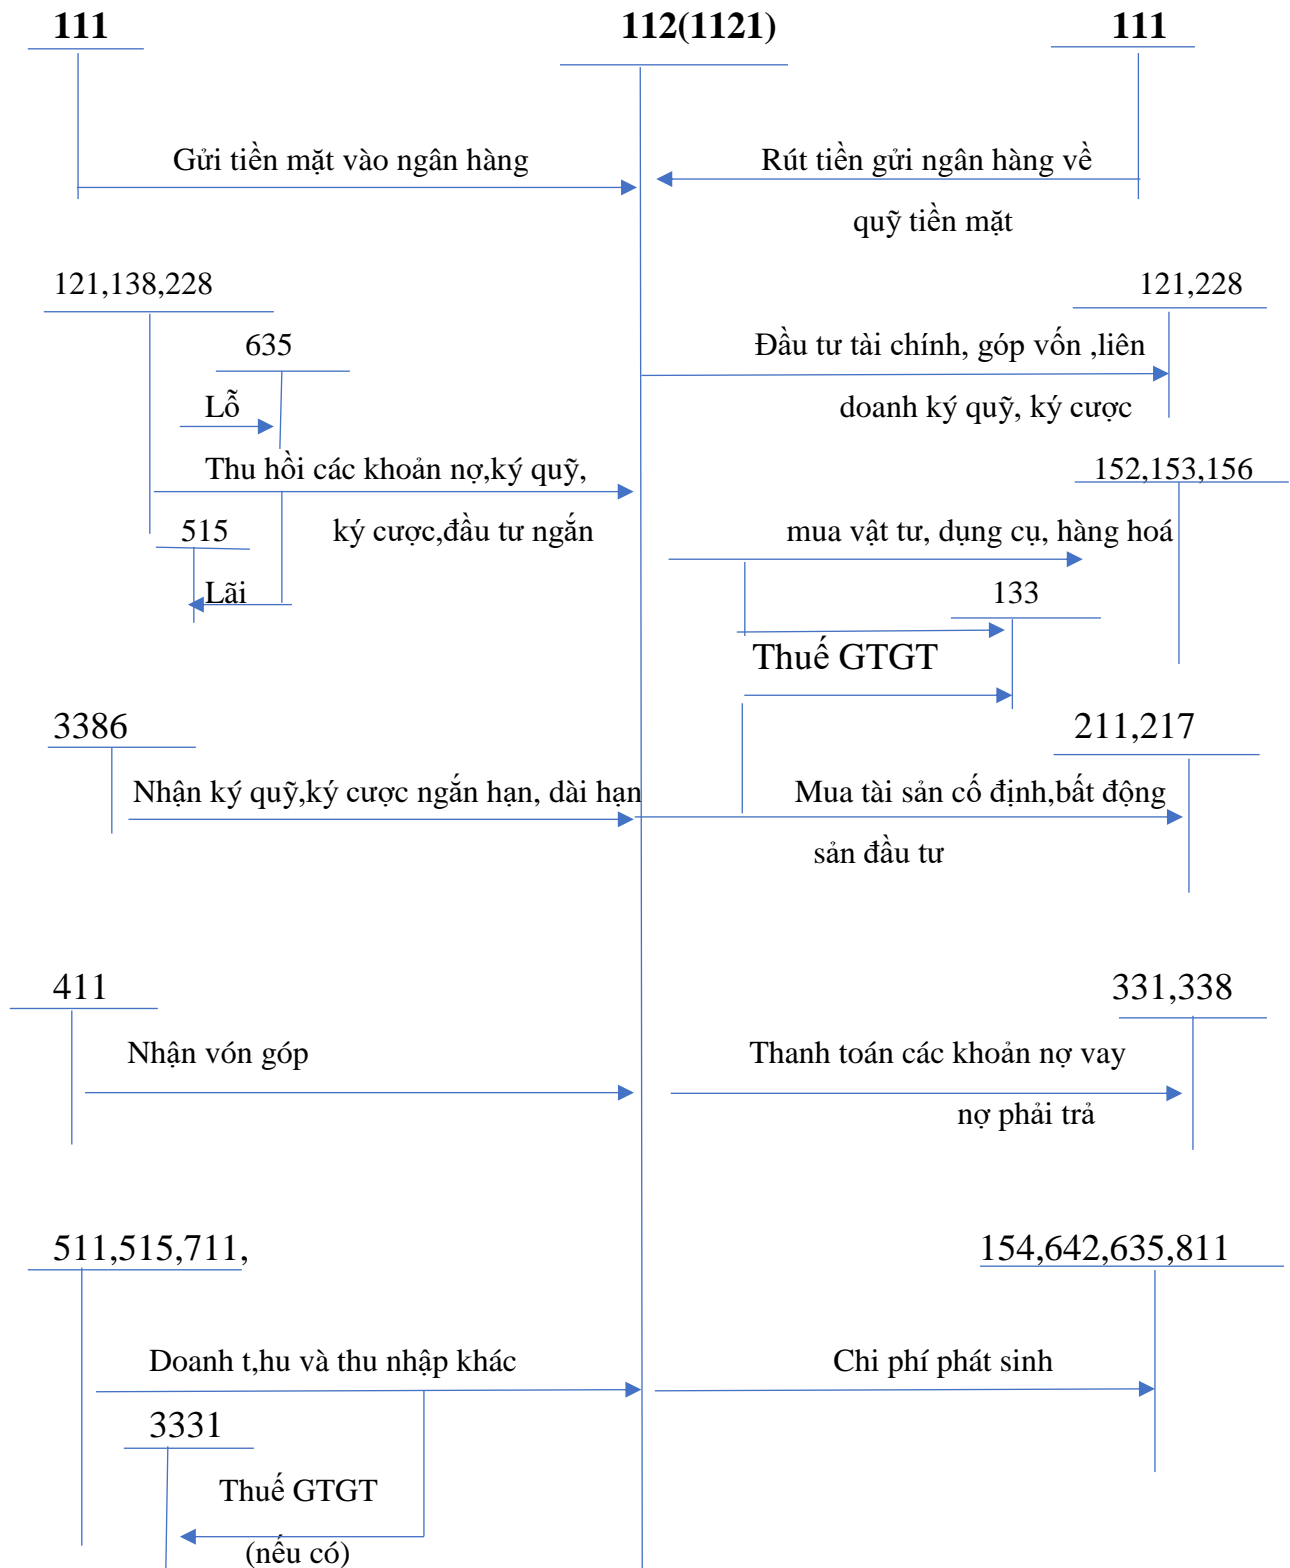 111
112(1121)
111
Gửi tiền mặt vào ngân hàng
Rút tiền gửi ngân hàng về
quỹ tiền mặt
121,138,228
121,228
635
Đầu tư tài chính, góp vốn ,liên
Lỗ
doanh ký quỹ, ký cược
Thu hồi các khoản nợ,ký quỹ,
152,153,156
515
ký cược,đầu tư ngắn
mua vật tư, dụng cụ, hàng hoá
Lãi
133
Thuế GTGT
3386
211,217
Nhận ký quỹ,ký cược ngắn hạn, dài hạn
Mua tài sản cố định,bất động
sản đầu tư
411
331,338
Nhận vón góp
Thanh toán các khoản nợ vay
nợ phải trả
511,515,711,
154,642,635,811
Doanh t,hu và thu nhập khác
Chi phí phát sinh
3331
Thuế GTGT
(nếu có)